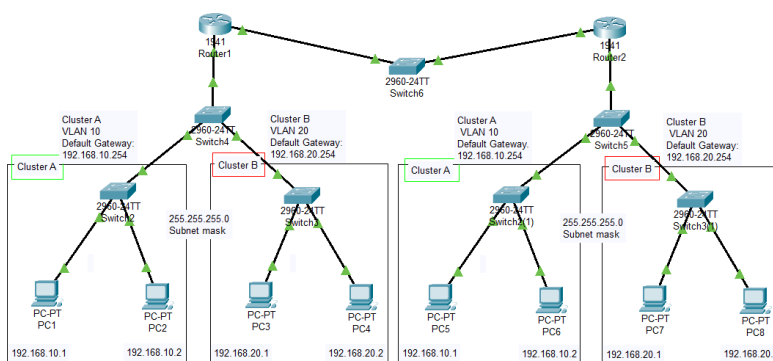 1941
Router1
1941
Router2
2960-24TT
Switch6
Cluster A
VLAN 10
Default Gateway:
192.168.10.254
2960-24TT
Switch4
Cluster B
VLAN 20
Default Gateway:
192.168.20.254
Cluster A
VLAN 10
Default Gateway:
192.168.10.254
2960-24TT
Switch5
Cluster B
VLAN 20
Default Gateway:
192.168.20.254
Cluster A
Cluster B
Cluster A
Cluster B
2960-24TT
Switch2
255.255.255.0
Subnet mask
2960-24TT
Switch3
2960-24TT
Switch2(1)
255.255.255.0
Subnet mask
2960-24TT
Switch3(1)
PC-PT
PC1
PC-PT
PC2
PC-PT
PC3
PC-PT
PC4
PC-PT
PC5
PC-PT
PC6
PC-PT
PC7
PC-PT
PC8
192.168.10.1
192.168.10.2
192.168.20.1
192.168.20.2
192.168.10.1
192.168.10.2
192.168.20.1